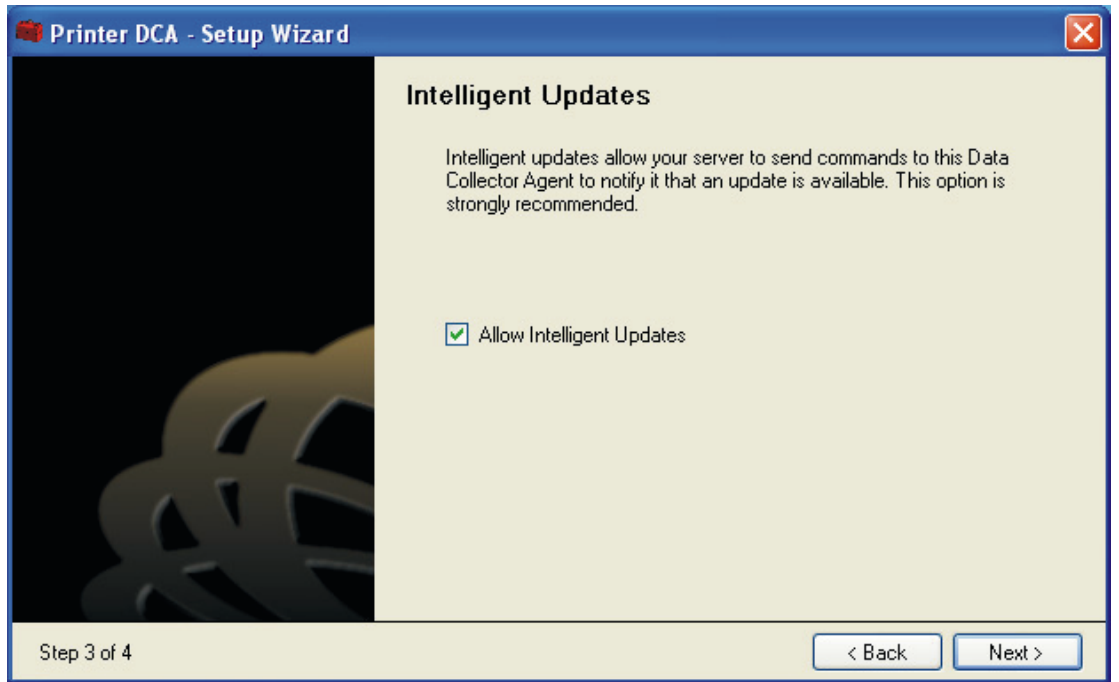 Printer DCA - Setup Wizard
Intelligent Updates
Intelligent updates allow your server to send commands to this Data
Collector Agent to notify it that an update is available. This option is
strongly recommended.
Allow Intelligent Updates
Step 3 of 4
< Back
Next >